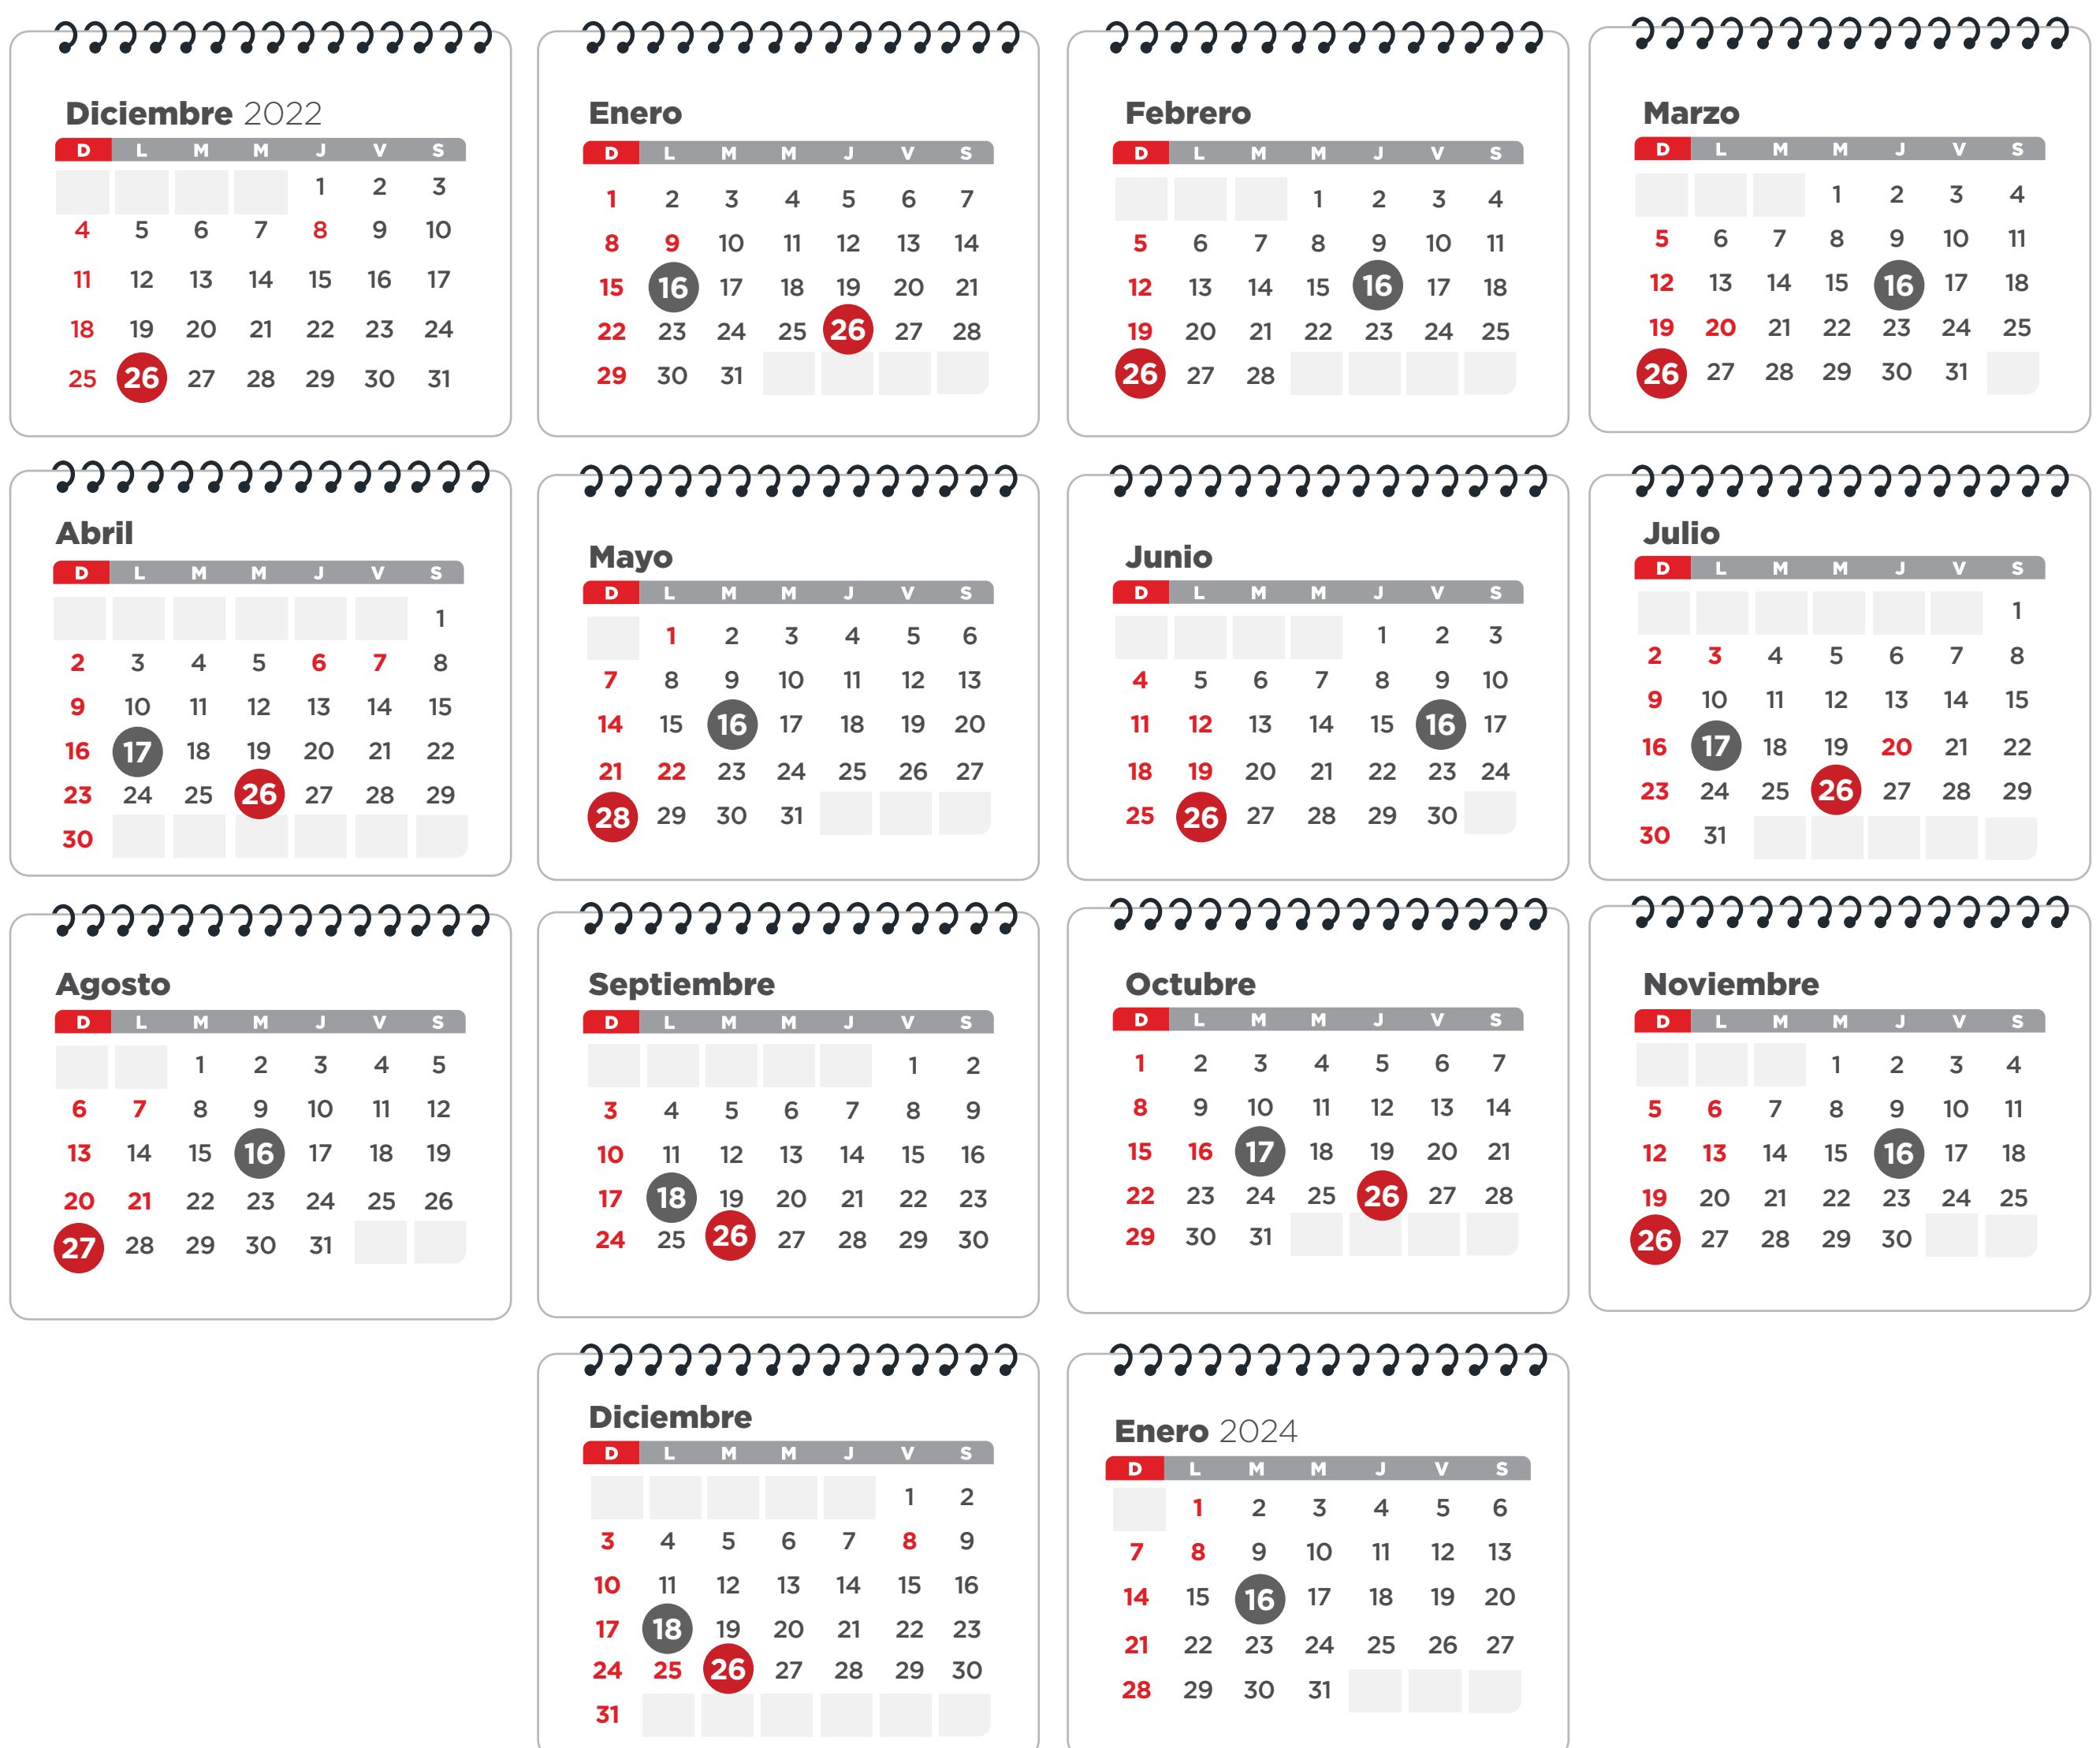 Diciembre 2022
D L M M J V S
1 2 3
4 5 6 7 8 9 10
11 12 13 14 15 16 17
18 19 20 21 22 23 24
25 26 27 28 29 30 31
Enero
D L M M J V S
1 2 3 4 5 6 7
8 9 10 11 12 13 14
15 16 17 18 19 20 21
22 23 24 25 26 27 28
29 30 31
Febrero
D L M M J V S
1 2 3 4
5 6 7 8 9 10 11
12 13 14 15 16 17 18
19 20 21 22 23 24 25
26 27 28
Marzo
D L M M J V S
1 2 3 4
5 6 7 8 9 10 11
12 13 14 15 16 17 18
19 20 21 22 23 24 25
26 27 28 29 30 31
Abril
D L M M J V S
1
2 3 4 5 6 7 8
9 10 11 12 13 14 15
16 17 18 19 20 21 22
23 24 25 26 27 28 29
30
Mayo
D L M M J V S
1 2 3 4 5 6
7 8 9 10 11 12 13
14 15 16 17 18 19 20
21 22 23 24 25 26 27
28 29 30 31
Junio
D L M M J V S
1 2 3
4 5 6 7 8 9 10
11 12 13 14 15 16 17
18 19 20 21 22 23 24
25 26 27 28 29 30
Julio
D L M M J V S
1
2 3 4 5 6 7 8
9 10 11 12 13 14 15
16 17 18 19 20 21 22
23 24 25 26 27 28 29
30 31
Agosto
D L M M J V S
1 2 3 4 5
6 7 8 9 10 11 12
13 14 15 16 17 18 19
20 21 22 23 24 25 26
27 28 29 30 31
Septiembre
D L M M J V S
1 2
3 4 5 6 7 8 9
10 11 12 13 14 15 16
17 18 19 20 21 22 23
24 25 26 27 28 29 30
Octubre
D L M M J V S
1 2 3 4 5 6 7
8 9 10 11 12 13 14
15 16 17 18 19 20 21
22 23 24 25 26 27 28
29 30 31
Noviembre
D L M M J V S
1 2 3 4
5 6 7 8 9 10 11
12 13 14 15 16 17 18
19 20 21 22 23 24 25
26 27 28 29 30
Diciembre
D L M M J V S
1 2
3 4 5 6 7 8 9
10 11 12 13 14 15 16
17 18 19 20 21 22 23
24 25 26 27 28 29 30
31
Enero 2024
D L M M J V S
1 2 3 4 5 6
7 8 9 10 11 12 13
14 15 16 17 18 19 20
21 22 23 24 25 26 27
28 29 30 31